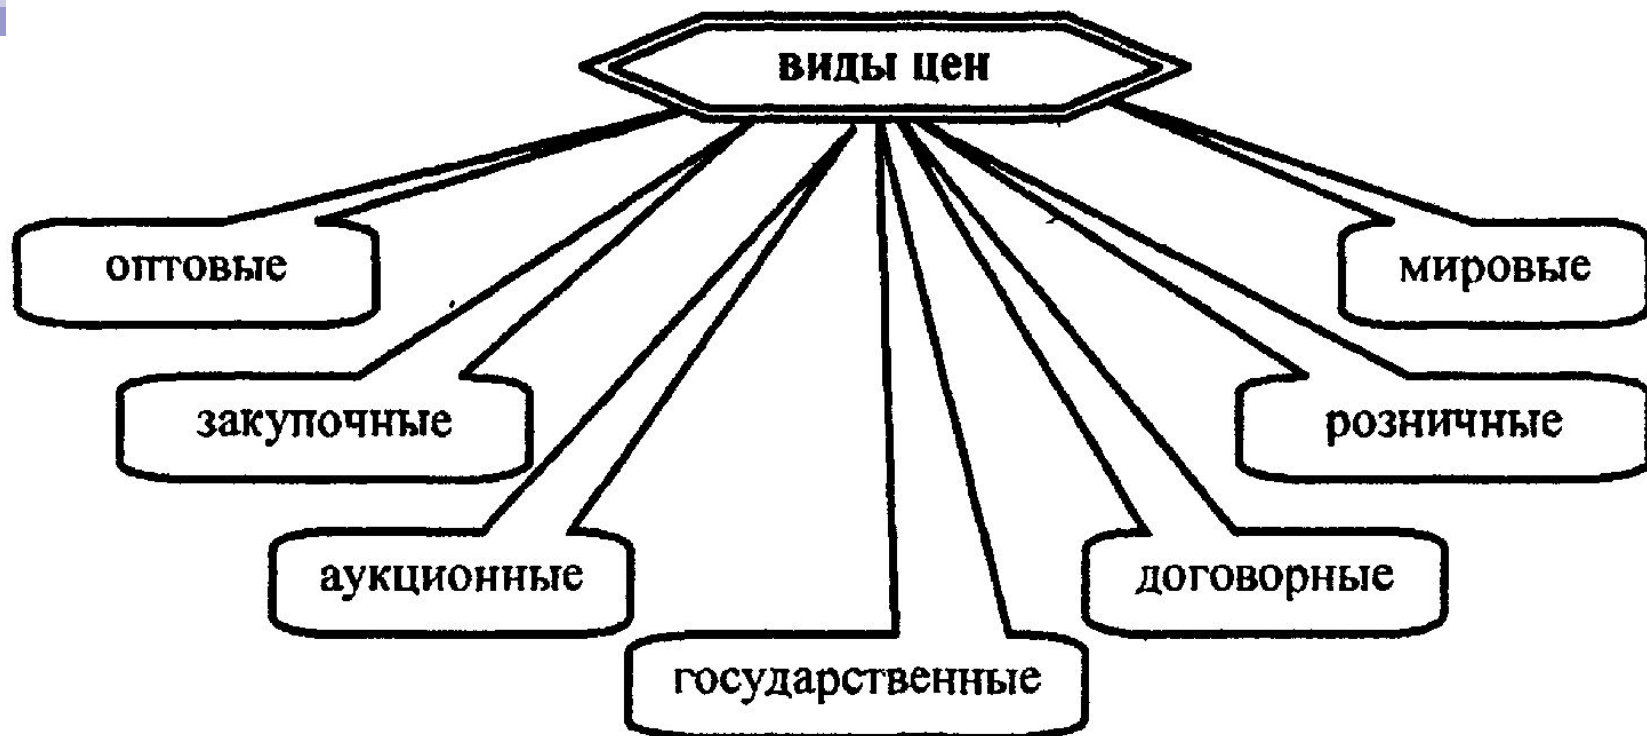 виды цен
оптовые
мировые
закупочные
розничные
аукционные
договорные
государственные